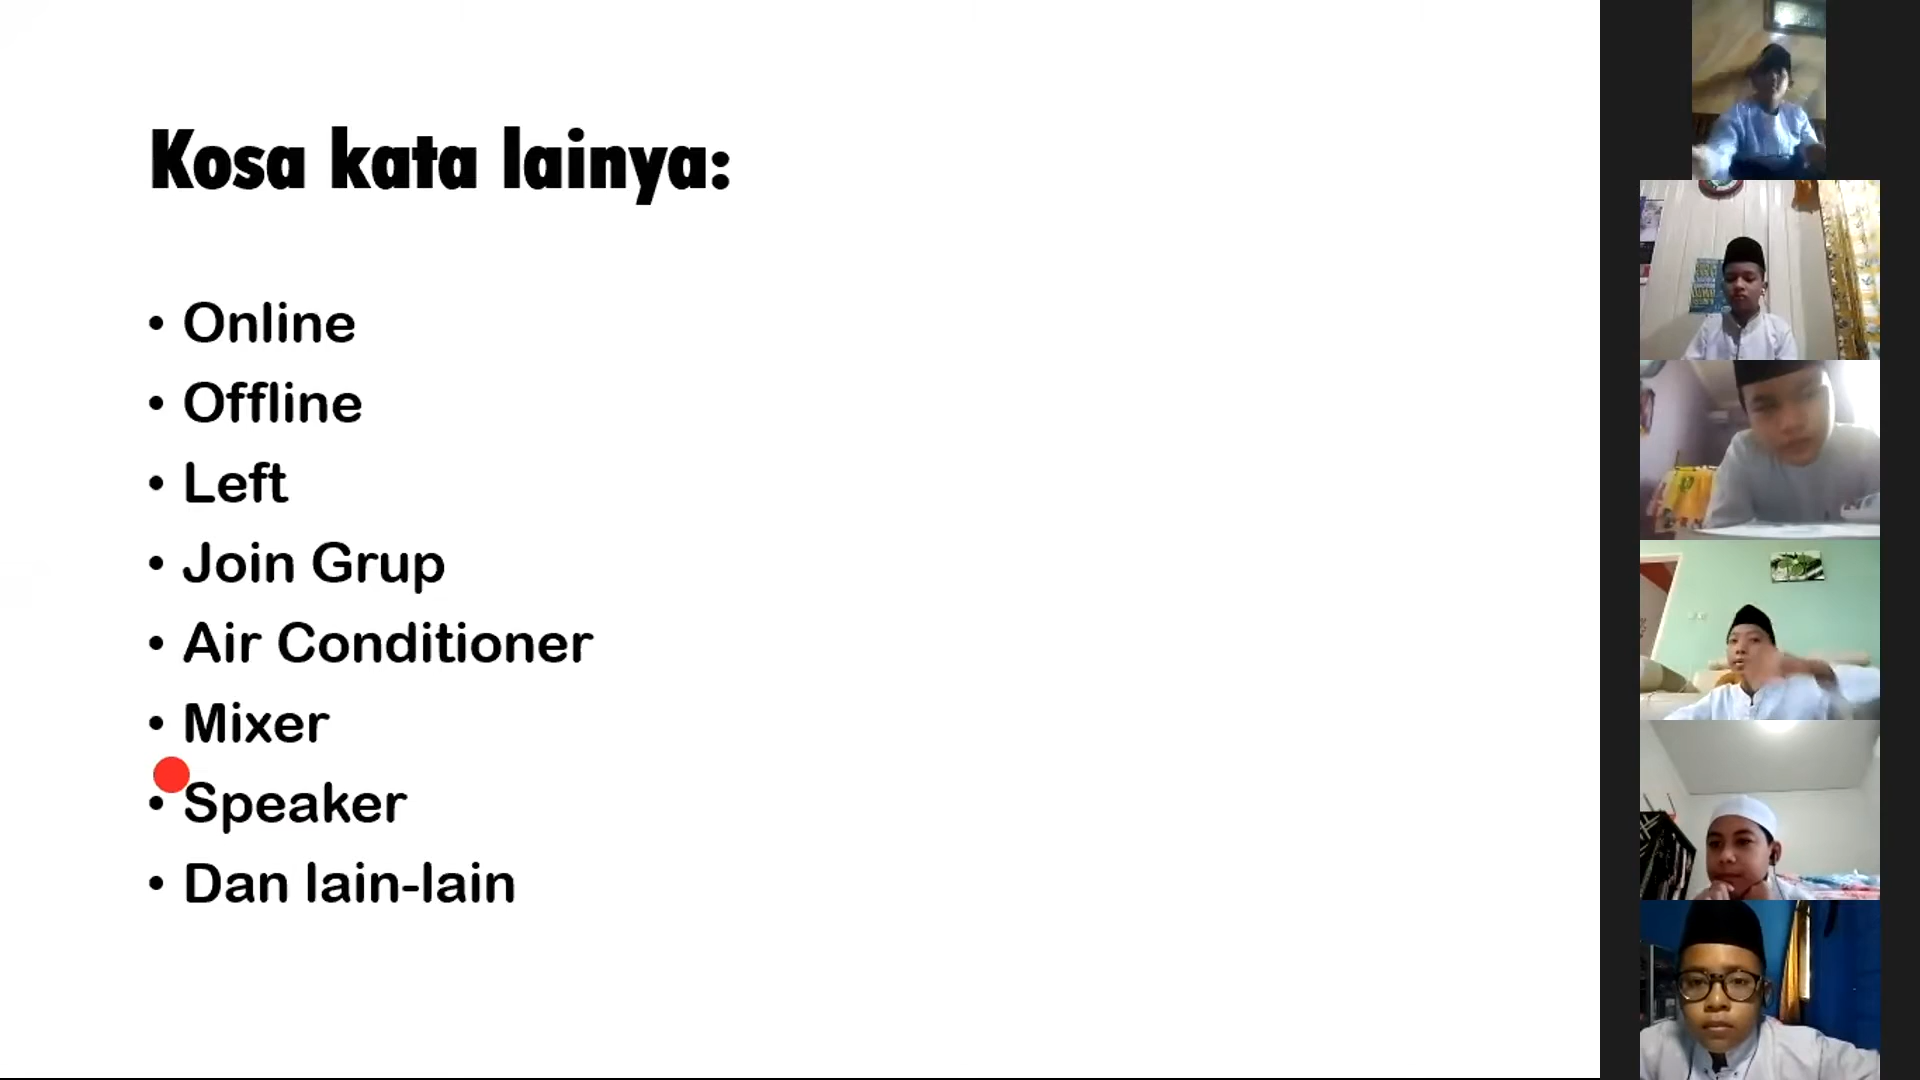 Kosa kata lainya:
• Online
• Offline
• Left
• Join Grup
• Air Conditioner
• Mixer
• Speaker
• Dan lain-lain